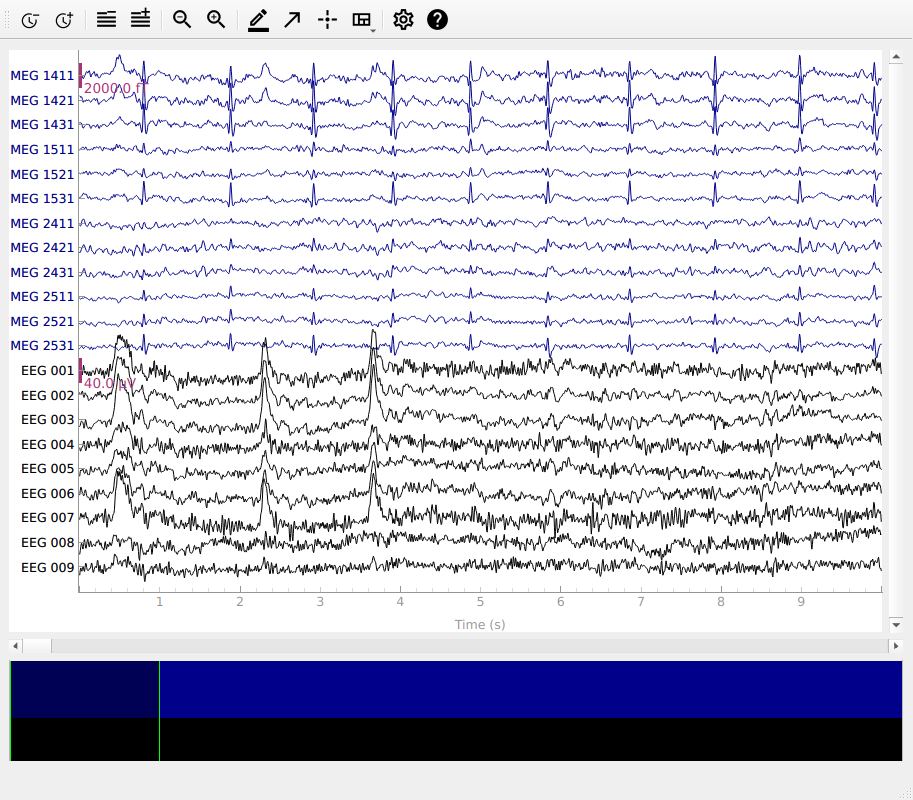 MEG 1411
2000.0 fT
MEG 1421
MEG 1431
MEG 1511
MEG 1521
MEG 1531
MEG 2411
MEG 2421
MEG 2431
MEG 2511
MEG 2521
MEG 2531
EEG 001
40.0 µV
EEG 002
EEG 003
EEG 004
EEG 005
EEG 006
EEG 007
EEG 008
EEG 009
1 2 3 4 5 6 7 8 9
Time (s)